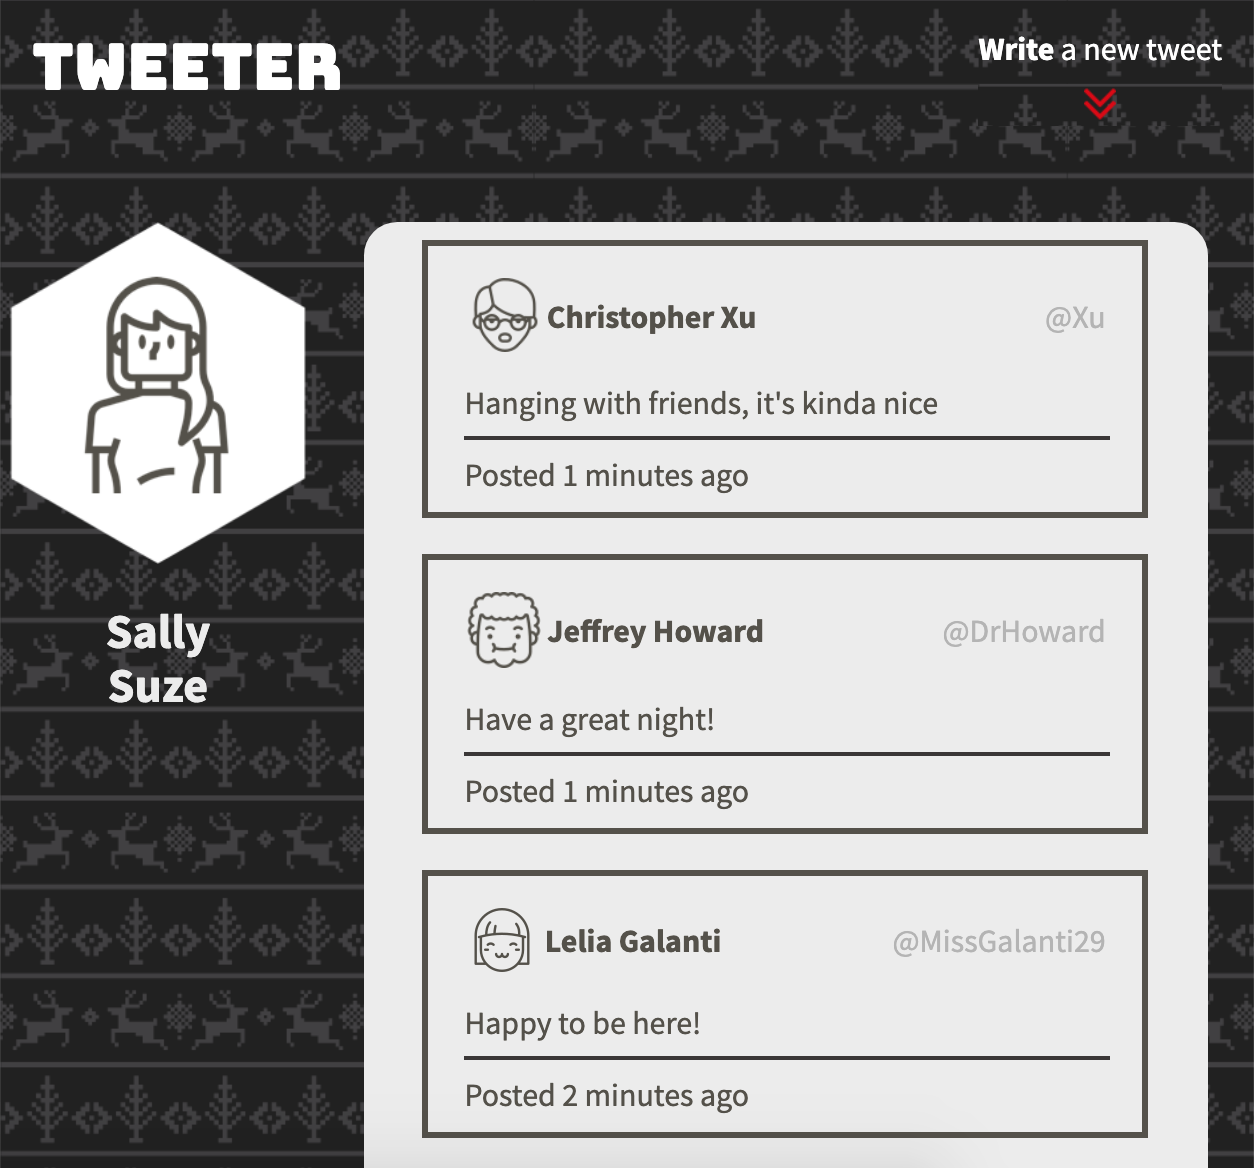 TWEETER
Write a new tweet
Sally
Suze
Christopher Xu @Xu
Hanging with friends, it's kinda nice
Posted 1 minutes ago
Jeffrey Howard @DrHoward
Have a great night!
Posted 1 minutes ago
Lelia Galanti @MissGalanti29
Happy to be here!
Posted 2 minutes ago